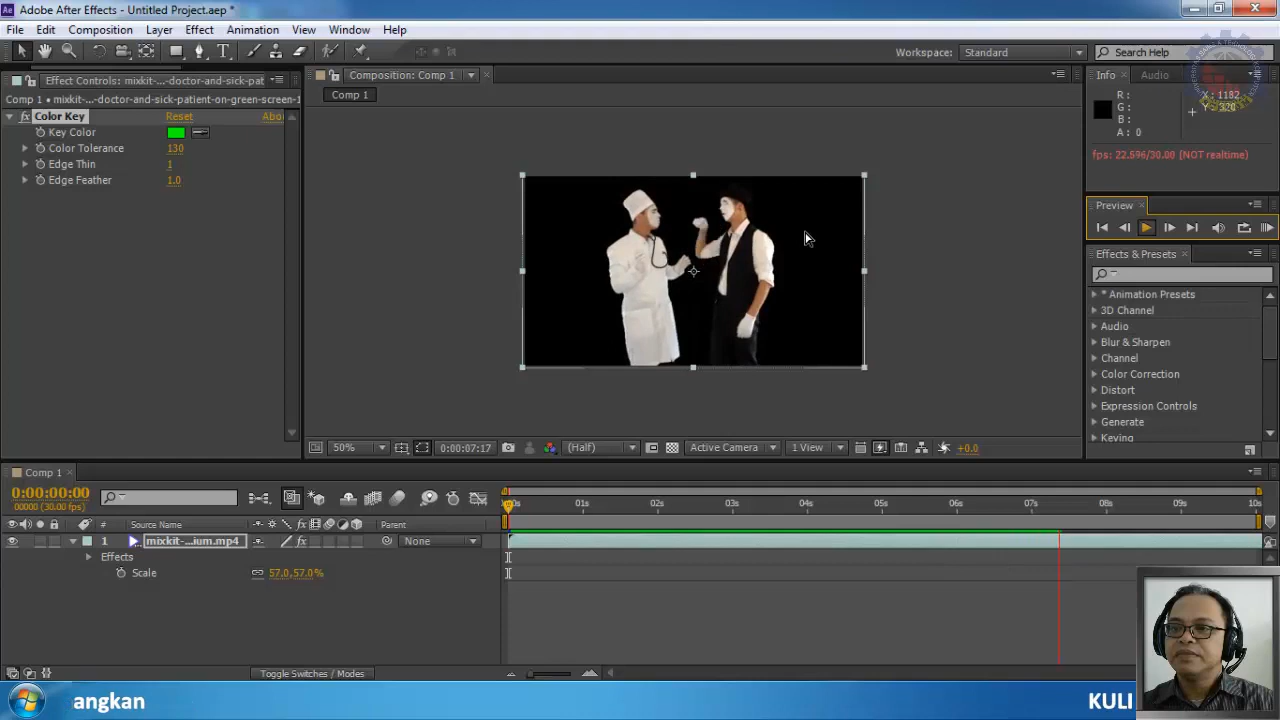 Adobe After Effects - Untitled Project.aep *
File Edit Composition Layer Effect Animation View Window Help
Workspace: Standard Search Help
Effect Controls: mixkit-...-doctor-and-sick-pat
Comp 1 • mixkit-...-doctor-and-sick-patient-on-green-screen-1
Color Key Reset Abou
Key Color
Color Tolerance 130
Edge Thin 1
Edge Feather 1.0
Composition: Comp 1
Comp 1
Info Audio
R: X: 1182
G: Y: 320
B:
A: 0
fps: 22.596/30.00 (NOT realtime)
Preview
Effects & Presets
* Animation Presets
3D Channel
Audio
Blur & Sharpen
Channel
Color Correction
Distort
Expression Controls
Generate
Keying
50% 0:00:07:17 (Half) Active Camera 1 View +0.0
Comp 1
0:00:00:00
00000 (30.00 fps)
# Source Name Parent
1 mixkit-...ium.mp4 None
Effects
Scale 57.0,57.0%
01s 02s 03s 04s 05s 06s 07s 08s 09s 10s
Toggle Switches / Modes
angkan KULI